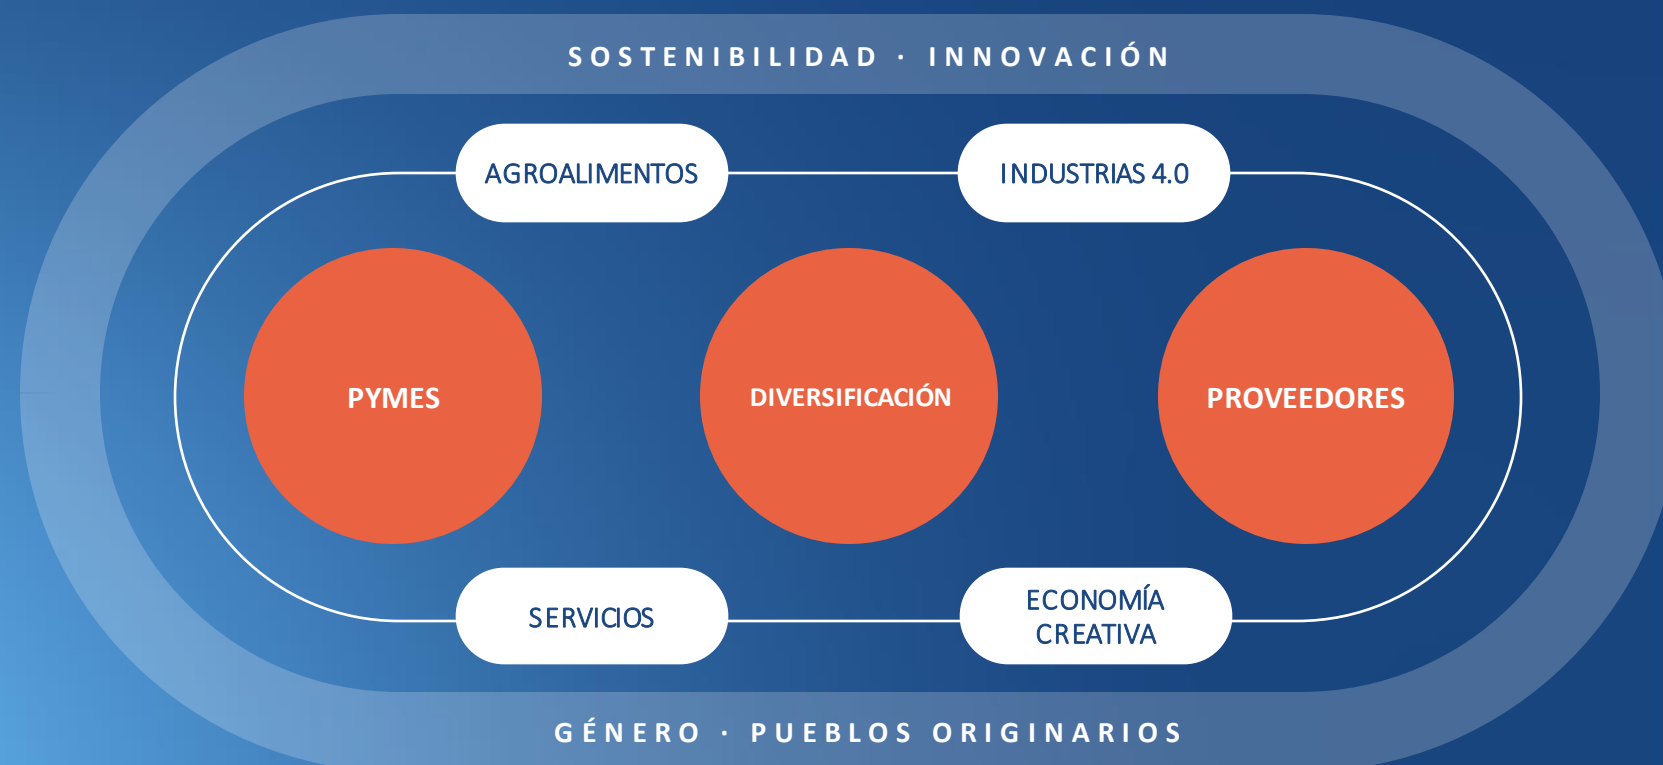 SOSTENIBILIDAD · INNOVACIÓN
AGROALIMENTOS
INDUSTRIAS 4.0
PYMES
DIVERSIFICACIÓN
PROVEEDORES
SERVICIOS
ECONOMÍA
CREATIVA
GÉNERO · PUEBLOS ORIGINARIOS